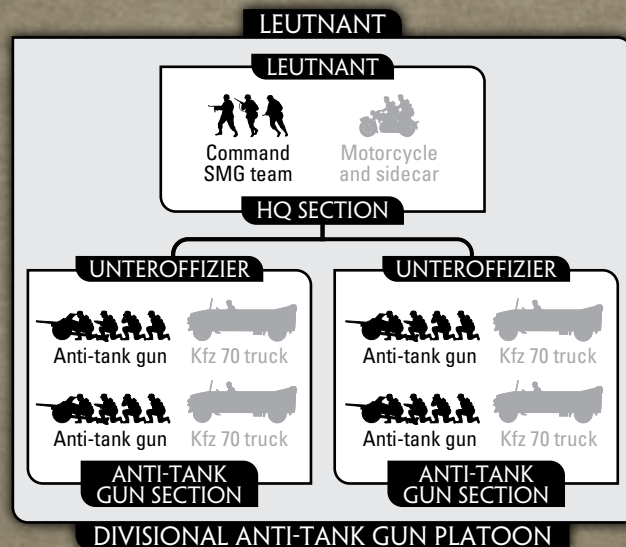 LEUTNANT
LEUTNANT
Command
SMG team
Motorcycle
and sidecar
HQ SECTION
UNTEROFFIZIER
Anti-tank gun
Kfz 70 truck
Anti-tank gun
Kfz 70 truck
ANTI-TANK
GUN SECTION
UNTEROFFIZIER
Anti-tank gun
Kfz 70 truck
Anti-tank gun
Kfz 70 truck
ANTI-TANK
GUN SECTION
DIVISIONAL ANTI-TANK GUN PLATOON